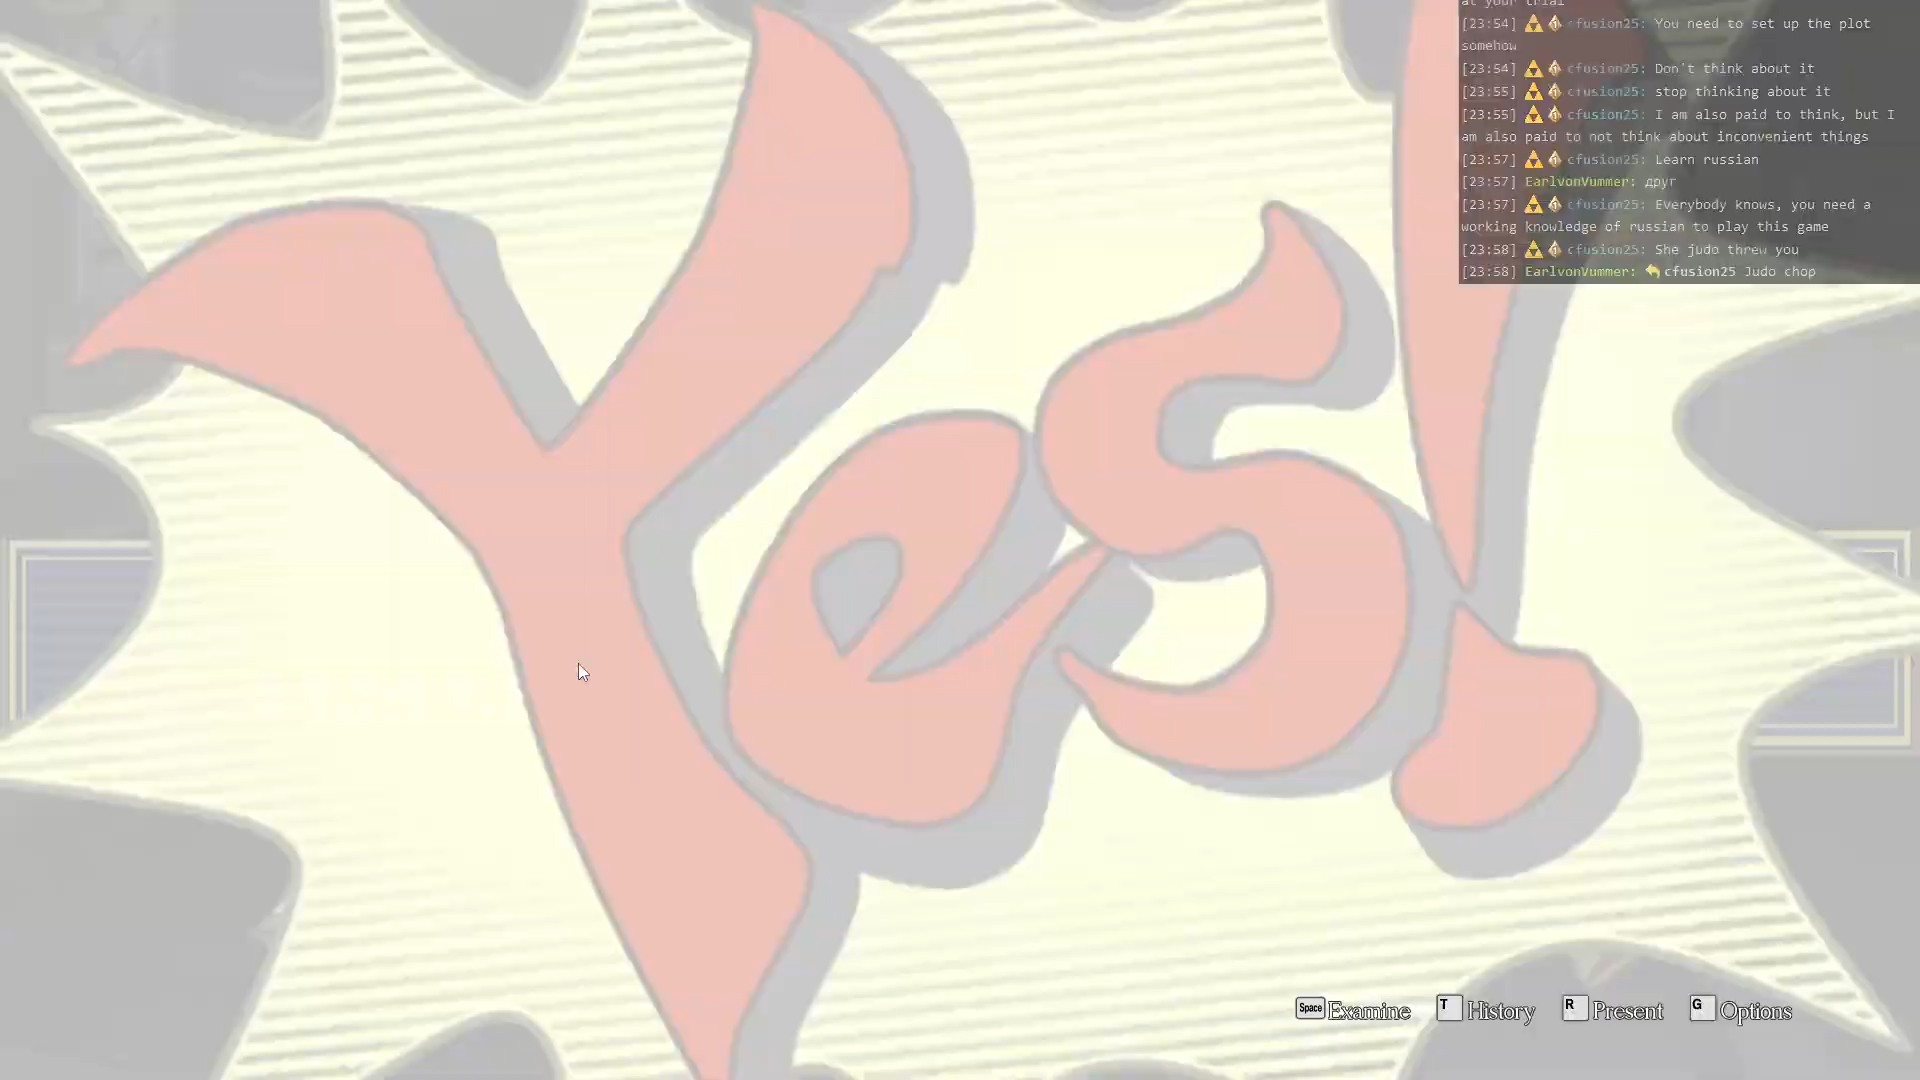 at your trial
[23:54] cfusion25: You need to set up the plot
somehow
[23:54] cfusion25: Don't think about it
[23:55] cfusion25: stop thinking about it
[23:55] cfusion25: I am also paid to think, but I
am also paid to not think about inconvenient things
[23:57] cfusion25: Learn russian
[23:57] EarlvonVummer: друг
[23:57] cfusion25: Everybody knows, you need a
working knowledge of russian to play this game
[23:58] cfusion25: She judo threw you
[23:58] EarlvonVummer: cfusion25 Judo chop
Yes!
Space Examine T History R Present G Options